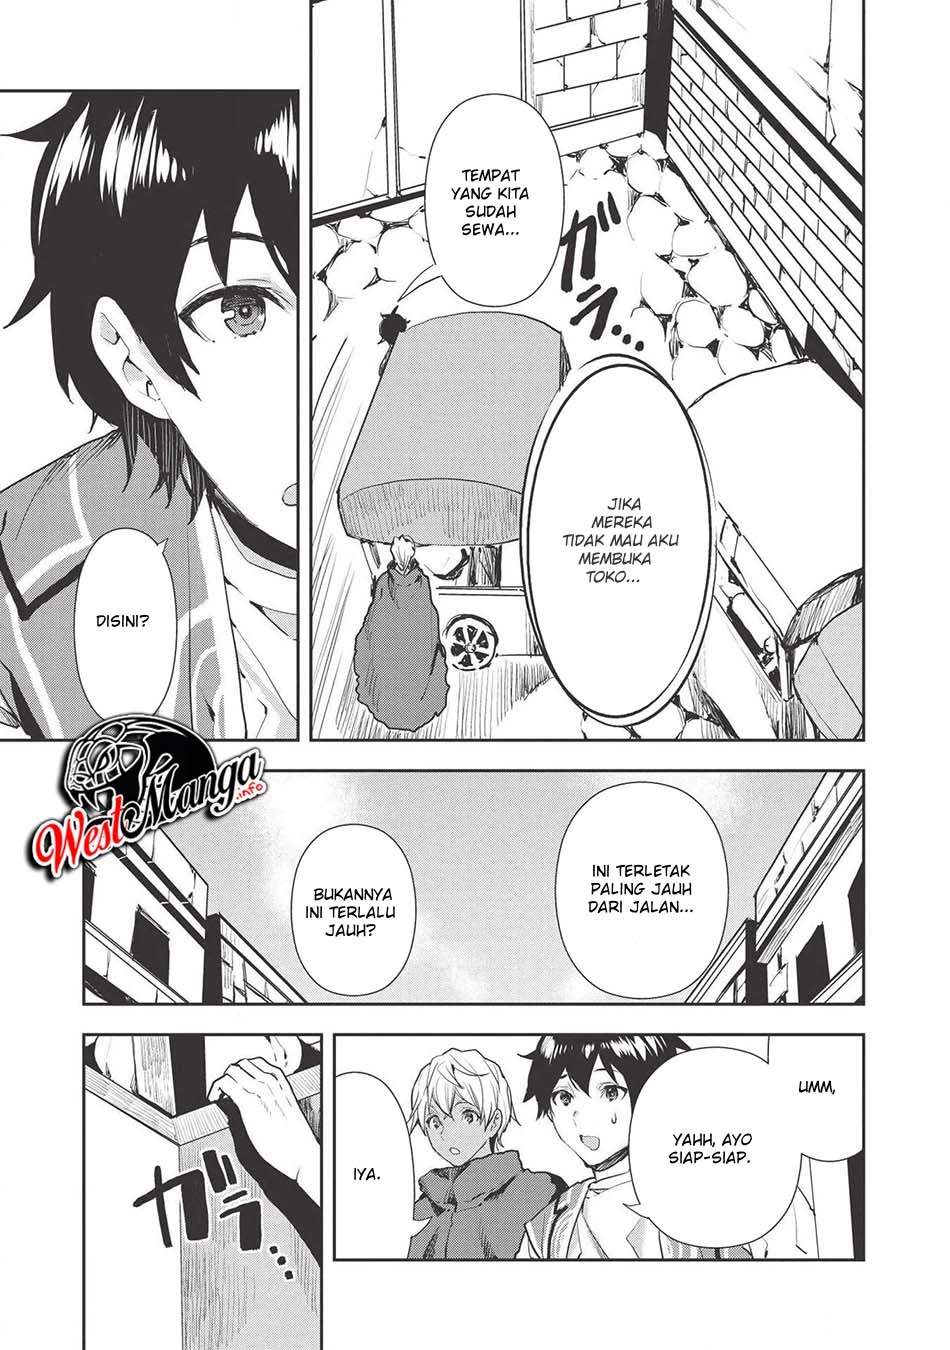 JIKA
MEREKA
TIDAK MAU AKU
MEMBUKA
TOKO...
ガラ...
TEMPAT
YANG KITA
SUDAH
SEWA...
DISINI?
WestManga
.info
INI TERLETAK
PALING JAUH
DARI JALAN...
BUKANNYA
INI TERLALU
JAUH?
UMM,
YAHH, AYO
SIAP-SIAP.
IYA.
ガラ...